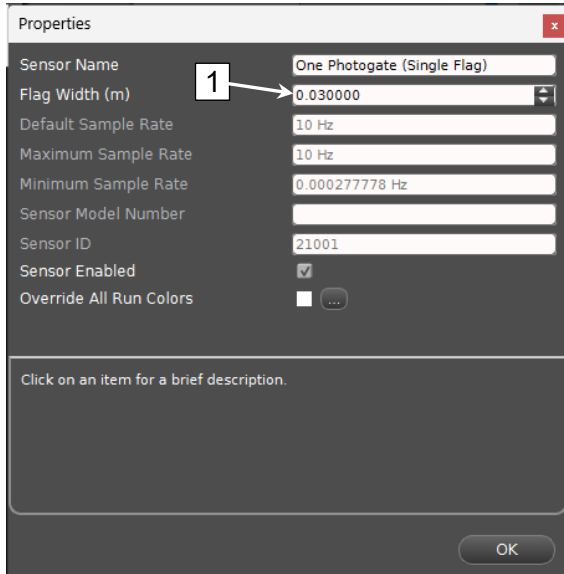 Properties
x
Sensor Name One Photogate (Single Flag)
Flag Width (m) 1 0.030000
Default Sample Rate 10 Hz
Maximum Sample Rate 10 Hz
Minimum Sample Rate 0.000277778 Hz
Sensor Model Number
Sensor ID 21001
Sensor Enabled
Override All Run Colors ...
Click on an item for a brief description.
OK